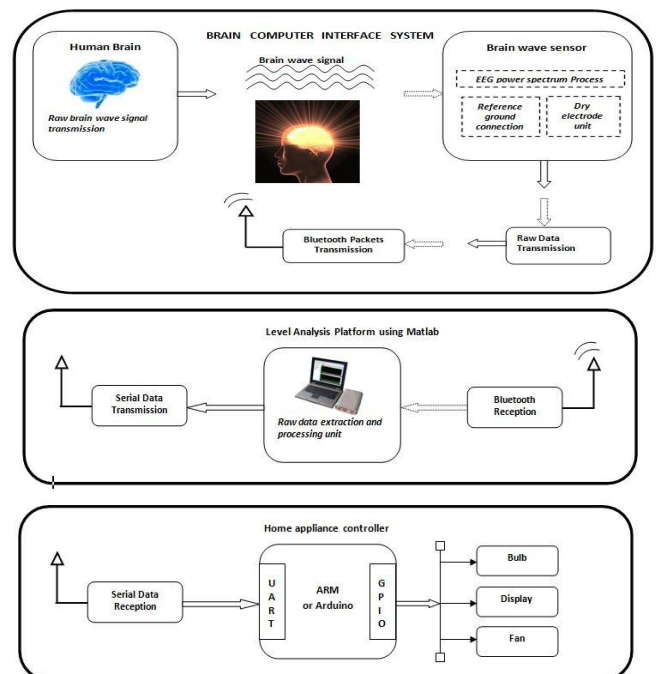 BRAIN COMPUTER INTERFACE SYSTEM
Human Brain
Raw brain wave signal
transmission
Brain wave signal
Brain wave sensor
EEG power spectrum Process
Reference
ground
connection
Dry
electrode
unit
Bluetooth Packets
Transmission
Raw Data
Transmission
Level Analysis Platform using Matlab
Serial Data
Transmission
Raw data extraction and
processing unit
Bluetooth
Reception
Home appliance controller
Serial Data
Reception
U
A
R
T
ARM
or Arduino
G
P
I
O
Bulb
Display
Fan